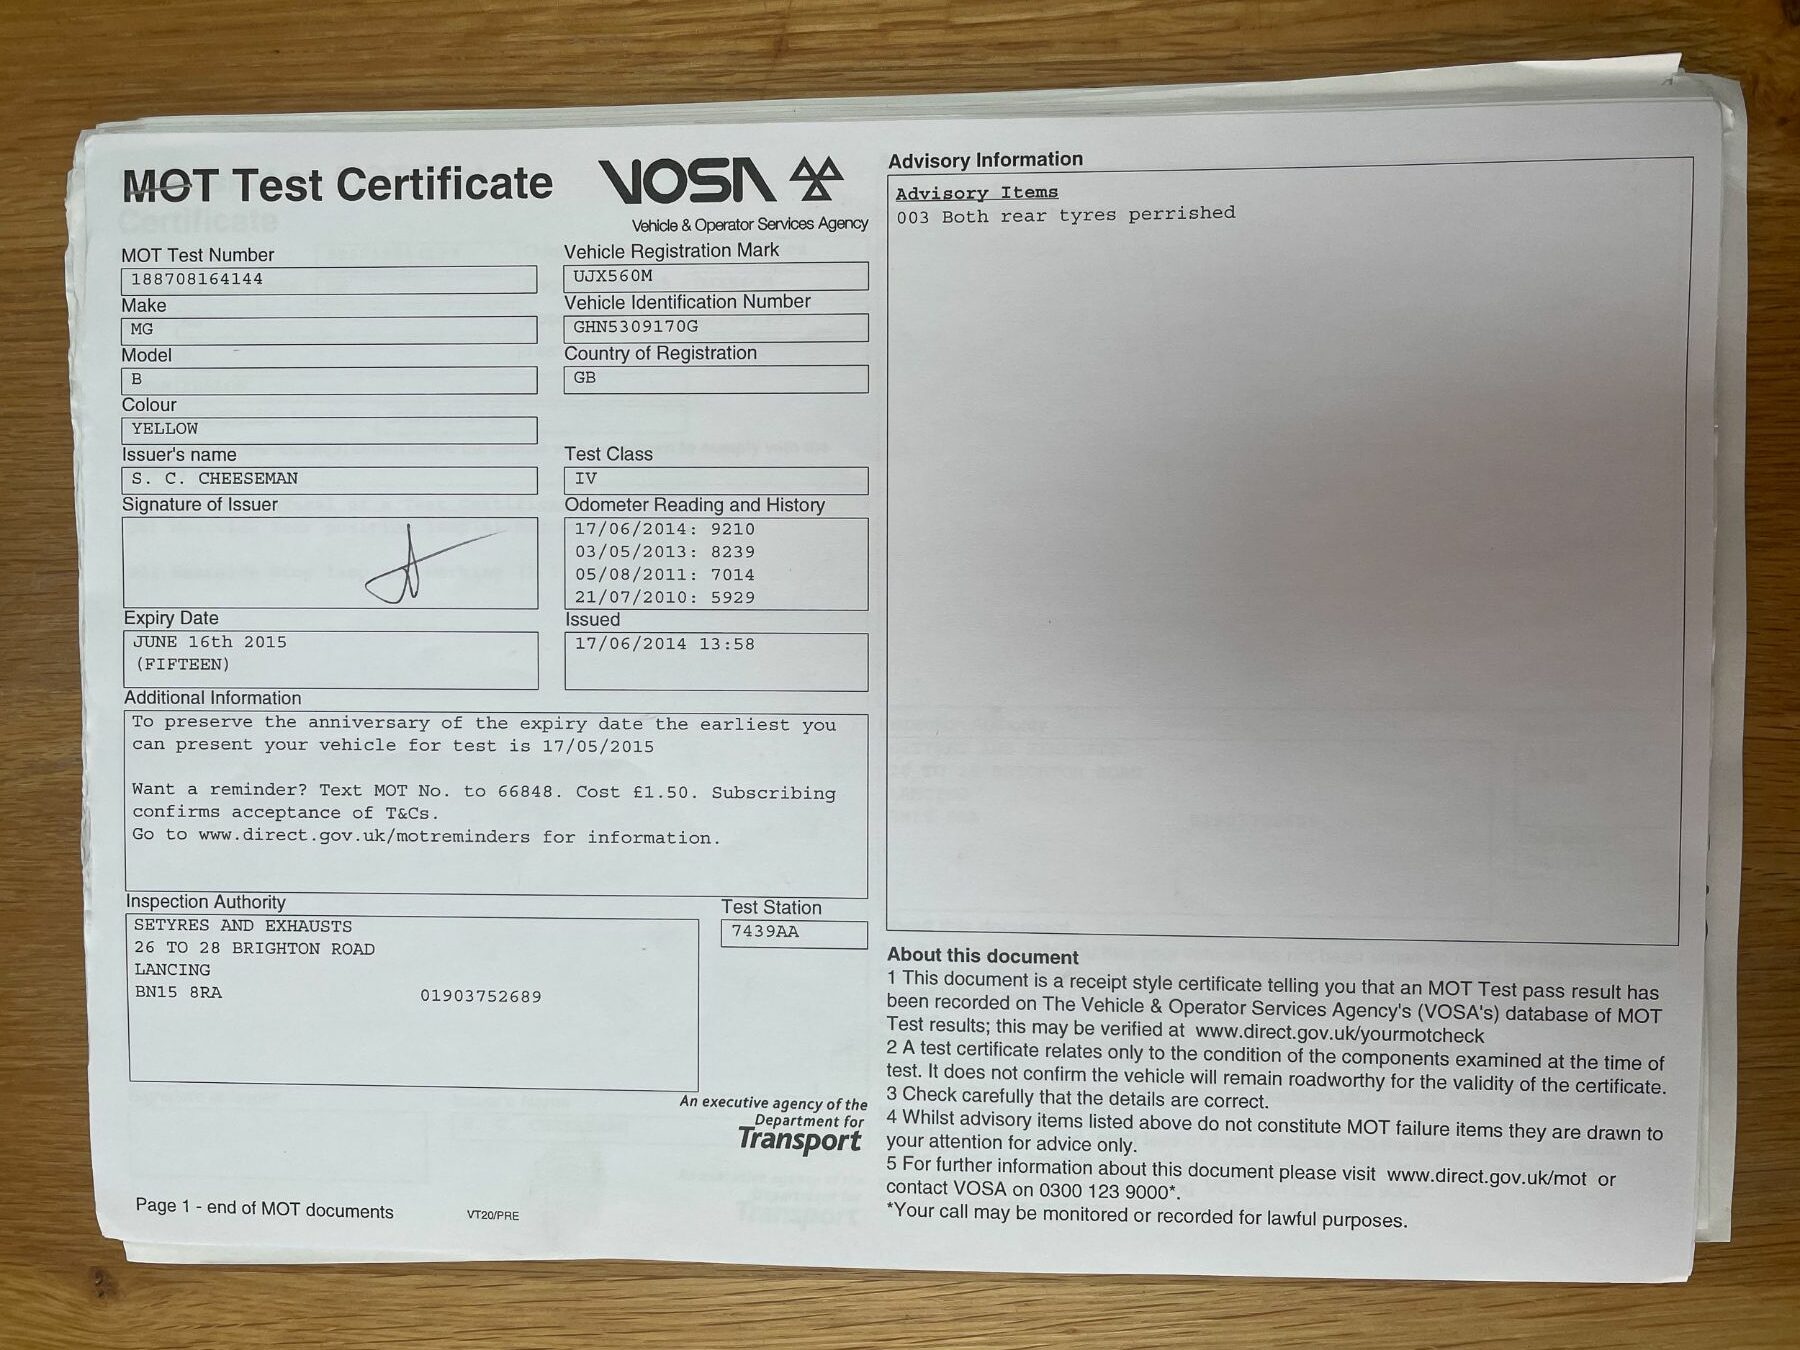 MOT Test Certificate
VOSA
Vehicle & Operator Services Agency
MOT Test Number
188708164144
Vehicle Registration Mark
UJX560M
Make
MG
Vehicle Identification Number
GHN5309170G
Model
B
Country of Registration
GB
Colour
YELLOW
Issuer's name
S. C. CHEESEMAN
Test Class
IV
Signature of Issuer
Odometer Reading and History
17/06/2014: 9210
03/05/2013: 8239
05/08/2011: 7014
21/07/2010: 5929
Expiry Date
JUNE 16th 2015
(FIFTEEN)
Issued
17/06/2014 13:58
Additional Information
To preserve the anniversary of the expiry date the earliest you
can present your vehicle for test is 17/05/2015
Want a reminder? Text MOT No. to 66848. Cost £1.50. Subscribing
confirms acceptance of T&Cs.
Go to www.direct.gov.uk/motreminders for information.
Inspection Authority
SETYRES AND EXHAUSTS
26 TO 28 BRIGHTON ROAD
LANCING
BN15 8RA 01903752689
Test Station
7439AA
An executive agency of the
Department for
Transport
Page 1 - end of MOT documents
VT20/PRE
Advisory Information
Advisory Items
003 Both rear tyres perrished
About this document
1 This document is a receipt style certificate telling you that an MOT Test pass result has
been recorded on The Vehicle & Operator Services Agency's (VOSA's) database of MOT
Test results; this may be verified at www.direct.gov.uk/yourmotcheck
2 A test certificate relates only to the condition of the components examined at the time of
test. It does not confirm the vehicle will remain roadworthy for the validity of the certificate.
3 Check carefully that the details are correct.
4 Whilst advisory items listed above do not constitute MOT failure items they are drawn to
your attention for advice only.
5 For further information about this document please visit www.direct.gov.uk/mot or
contact VOSA on 0300 123 9000*.
*Your call may be monitored or recorded for lawful purposes.